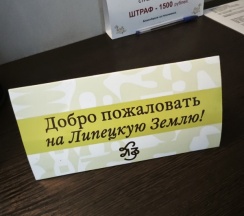 ШТРАФ - 1500 рублей
Добро пожаловать
на Липецкую Землю!